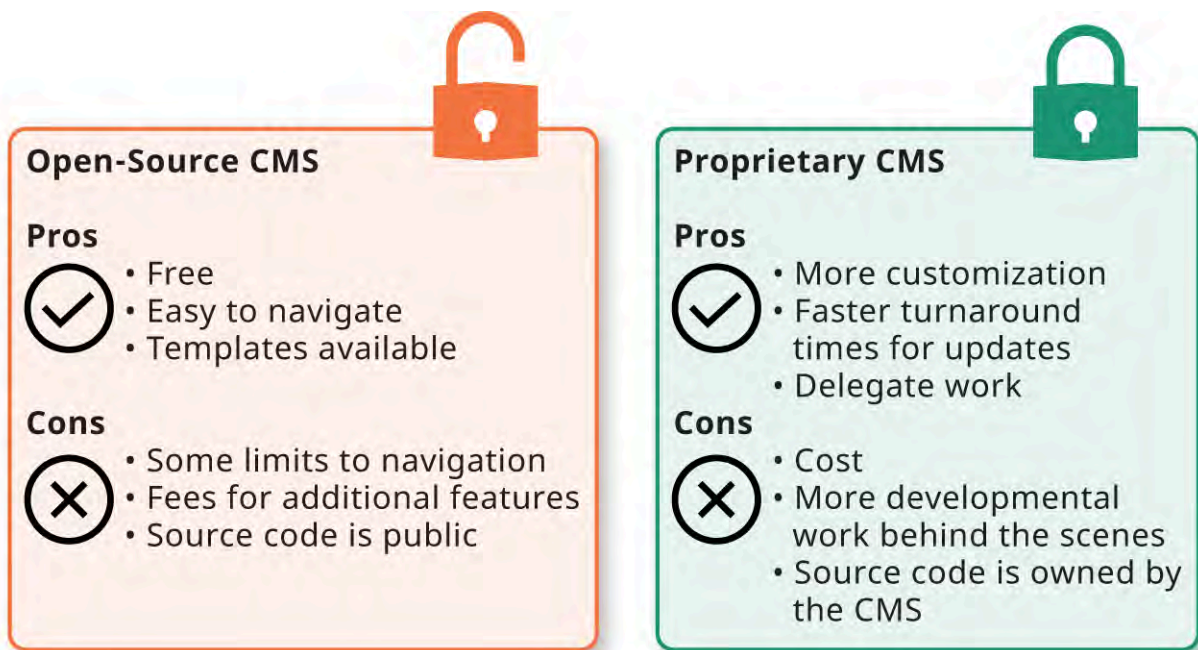 Open-Source CMS
Pros
• Free
• Easy to navigate
• Templates available
Cons
• Some limits to navigation
• Fees for additional features
• Source code is public
Proprietary CMS
Pros
• More customization
• Faster turnaround
times for updates
• Delegate work
Cons
• Cost
• More developmental
work behind the scenes
• Source code is owned by
the CMS